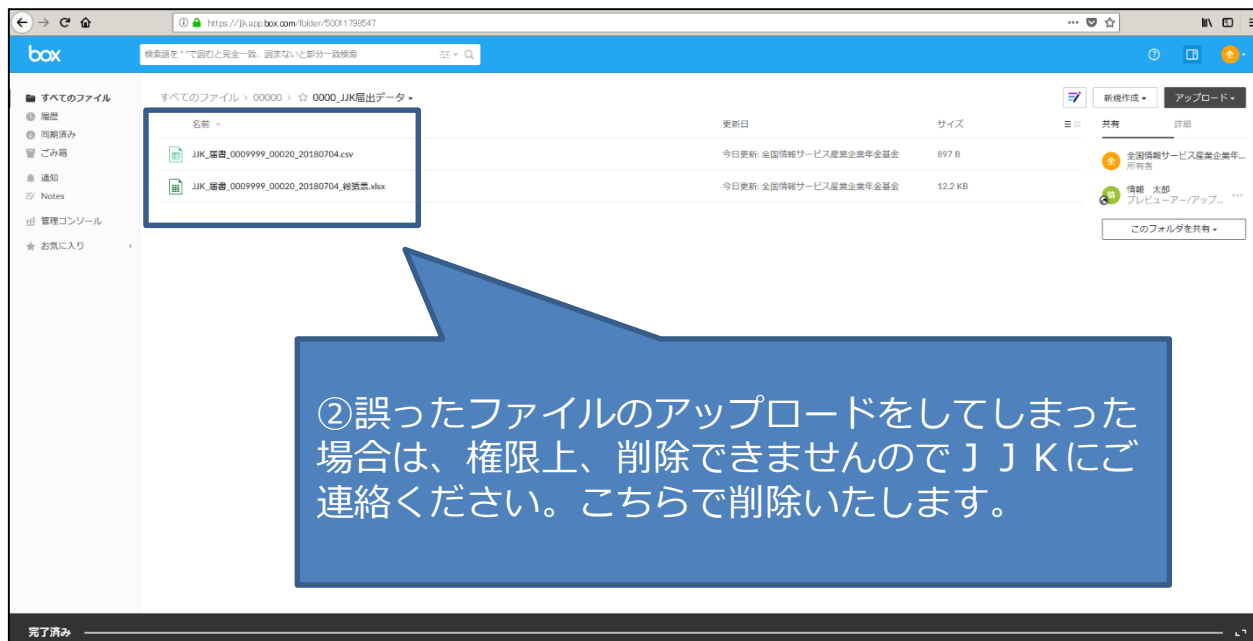 https://jjk.app.box.com/folder/50011798547
box
検索語を" "で囲むと完全一致、囲まないと部分一致検索
全
すべてのファイル
履歴
同期済み
ごみ箱
通知
Notes
管理コンソール
お気に入り
すべてのファイル > 00000 > ☆ 0000_JJK届出データ
新規作成
アップロード
名前
更新日
サイズ
共有
詳細
JJK_届書_0009999_00020_20180704.csv
今日更新: 全国情報サービス産業企業年金基金
897 B
JJK_届書_0009999_00020_20180704_総括票.xlsx
今日更新: 全国情報サービス産業企業年金基金
12.2 KB
全
全国情報サービス産業企業年...
所有者
情報 太郎
プレビューアー/アップ...
このフォルダを共有
②誤ったファイルのアップロードをしてしまった
場合は、権限上、削除できませんのでＪＪＫにご
連絡ください。こちらで削除いたします。
完了済み